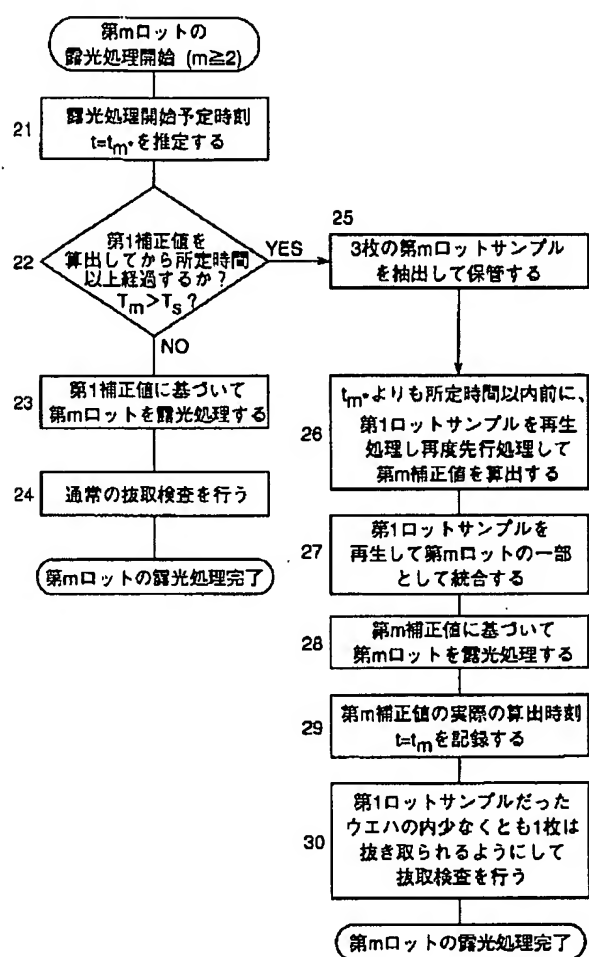 第mロットの
露光処理開始 (m≧2)
21
露光処理開始予定時刻
t=tm*を推定する
22
第1補正値を
算出してから所定時間
以上経過するか?
Tm>Ts?
YES
NO
23
第1補正値に基づいて
第mロットを露光処理する
24
通常の抜取検査を行う
第mロットの露光処理完了
25
3枚の第mロットサンプル
を抽出して保管する
26
tm*よりも所定時間以内前に、
第1ロットサンプルを再生
処理し再度先行処理して
第m補正値を算出する
27
第1ロットサンプルを
再生して第mロットの一部
として統合する
28
第m補正値に基づいて
第mロットを露光処理する
29
第m補正値の実際の算出時刻
t=tmを記録する
30
第1ロットサンプルだった
ウエハの内少なくとも1枚は
抜き取られるようにして
抜取検査を行う
第mロットの露光処理完了